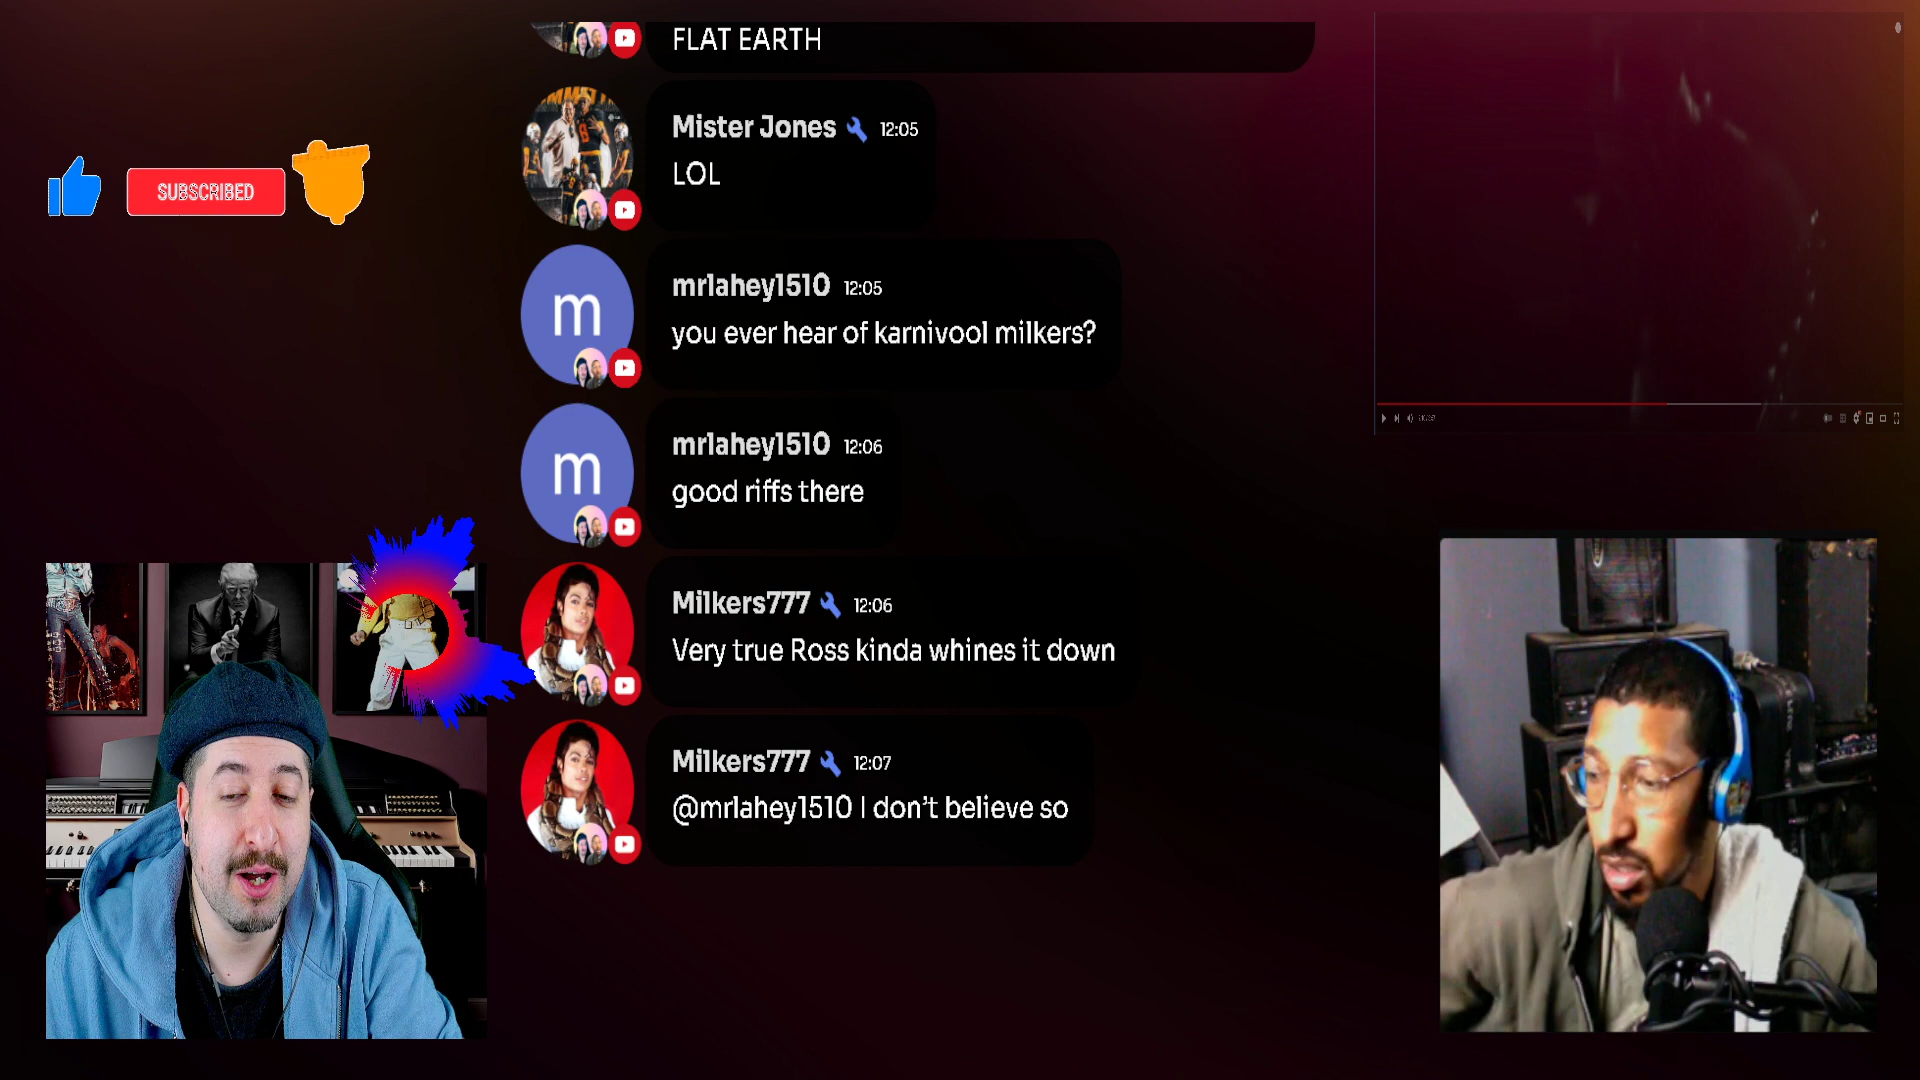 FLAT EARTH
Mister Jones 12:05
LOL
SUBSCRIBED
mrlahey1510 12:05
you ever hear of karnivool milkers?
m
mrlahey1510 12:06
good riffs there
m
Milkers777 12:06
Very true Ross kinda whines it down
Milkers777 12:07
@mrlahey1510 I don't believe so